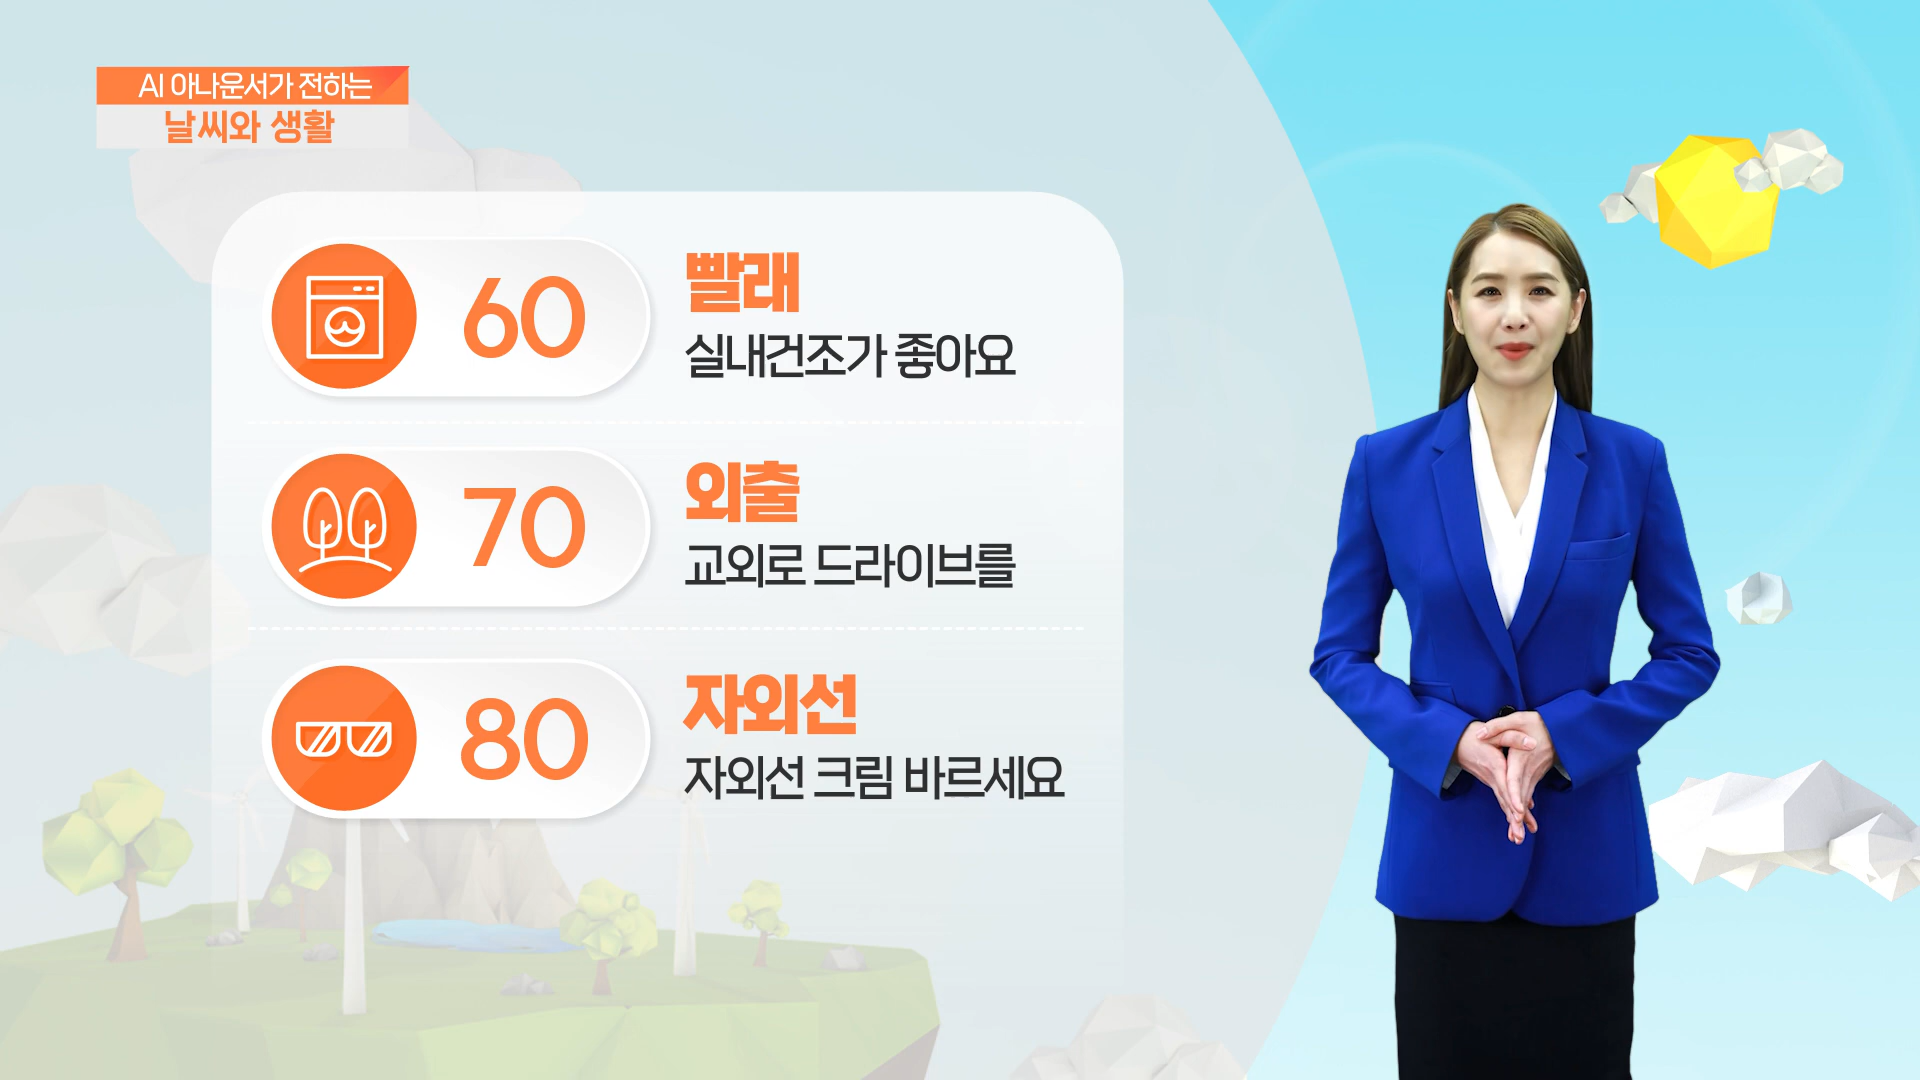 AI 아나운서가 전하는
날씨와 생활
60
빨래
실내건조가 좋아요
70
외출
교외로 드라이브를
80
자외선
자외선 크림 바르세요